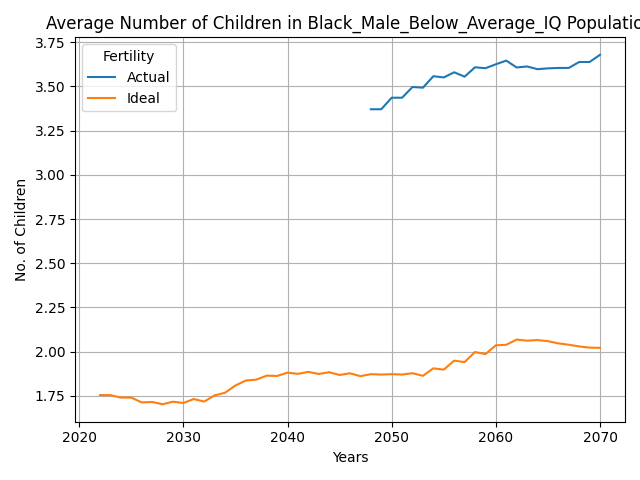 Average Number of Children in Black_Male_Below_Average_IQ Populatio
Fertility
Actual
Ideal
3.75
3.50
3.25
3.00
2.75
2.50
2.25
2.00
1.75
No. of Children
2020
2030
2040
2050
2060
2070
Years